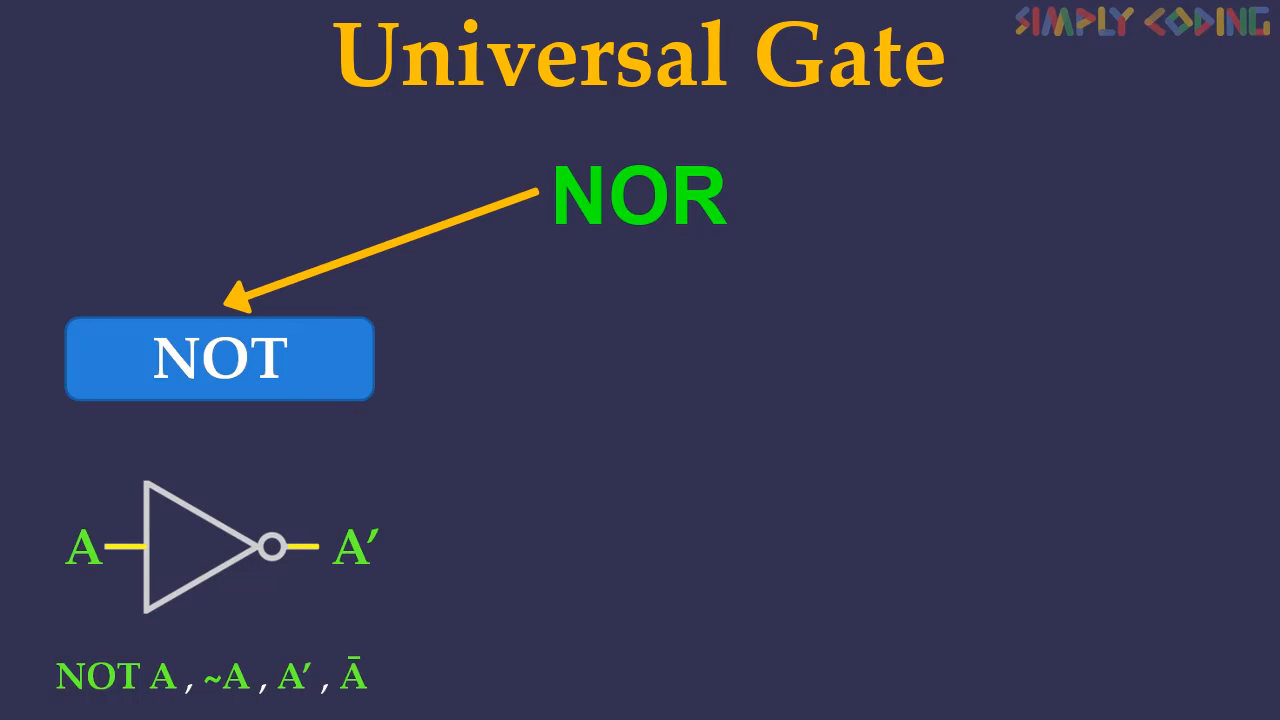 SIMPLY CODING
Universal Gate
NOR
NOT
A A′
NOT A , ~A , A′ , Ā